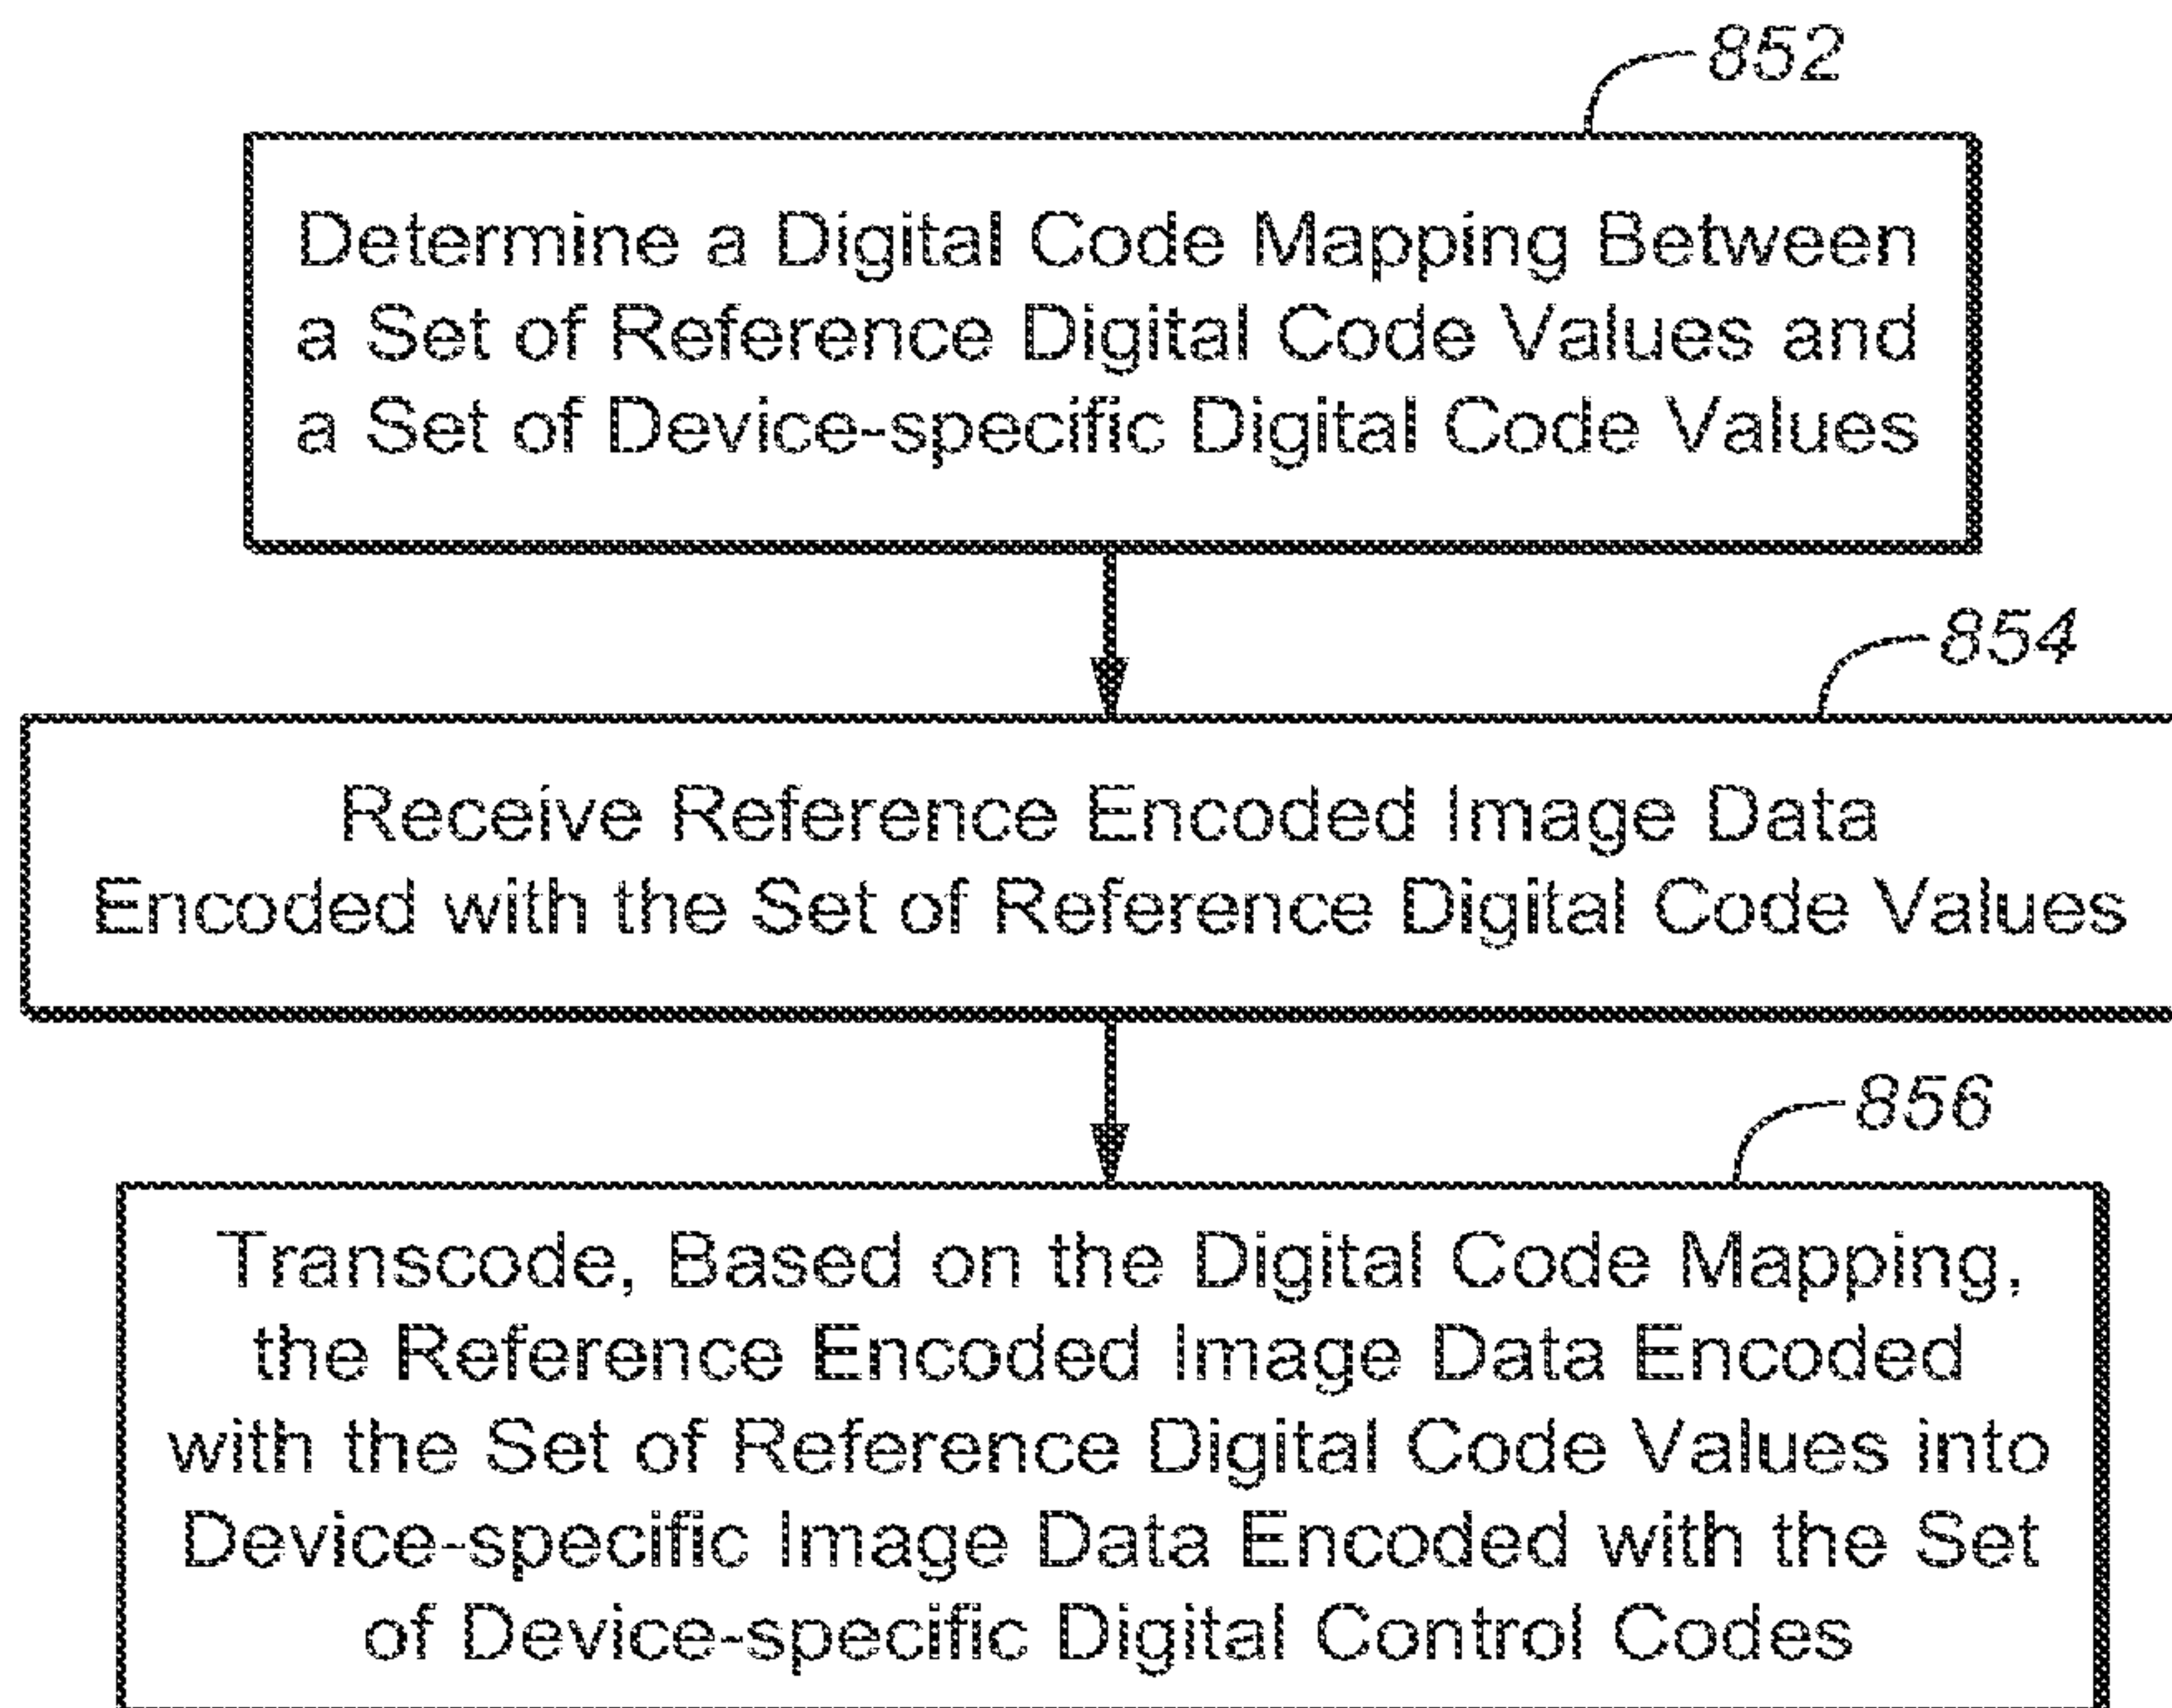 852
Determine a Digital Code Mapping Between
a Set of Reference Digital Code Values and
a Set of Device-specific Digital Code Values
854
Receive Reference Encoded Image Data
Encoded with the Set of Reference Digital Code Values
856
Transcode, Based on the Digital Code Mapping,
the Reference Encoded Image Data Encoded
with the Set of Reference Digital Code Values into
Device-specific Image Data Encoded with the Set
of Device-specific Digital Control Codes